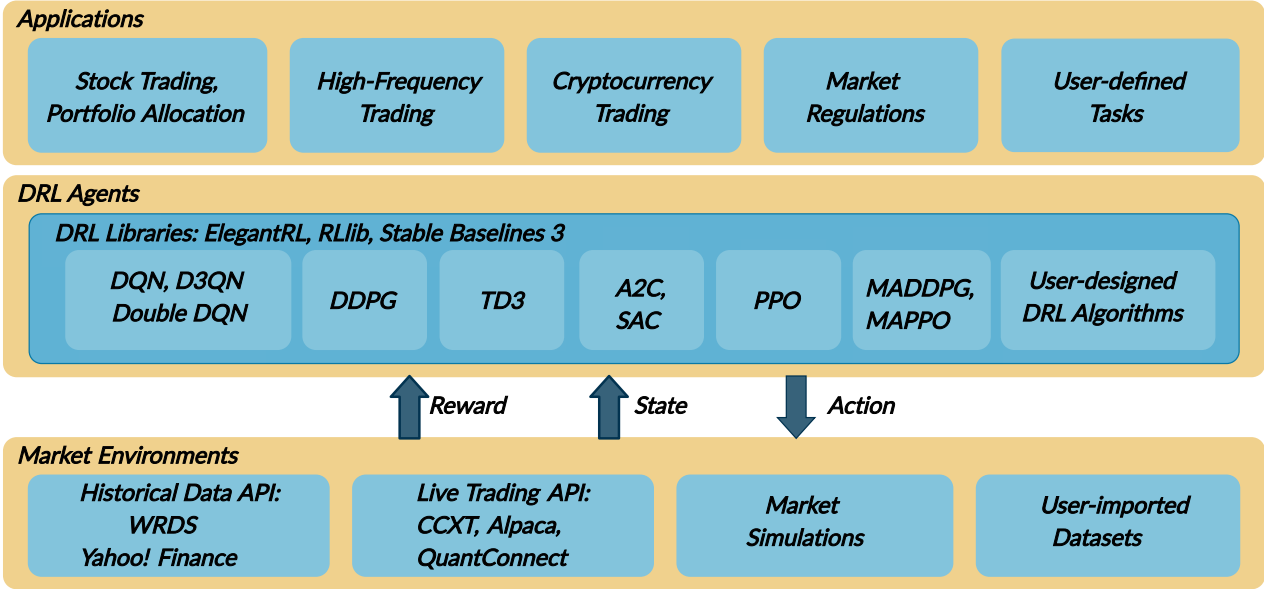 Applications
Stock Trading,
Portfolio Allocation
High-Frequency
Trading
Cryptocurrency
Trading
Market
Regulations
User-defined
Tasks
DRL Agents
DRL Libraries: ElegantRL, RLlib, Stable Baselines 3
DQN, D3QN
Double DQN
DDPG
TD3
A2C,
SAC
PPO
MADDPG,
MAPPO
User-designed
DRL Algorithms
Reward
State
Action
Market Environments
Historical Data API:
WRDS
Yahoo! Finance
Live Trading API:
CCXT, Alpaca,
QuantConnect
Market
Simulations
User-imported
Datasets